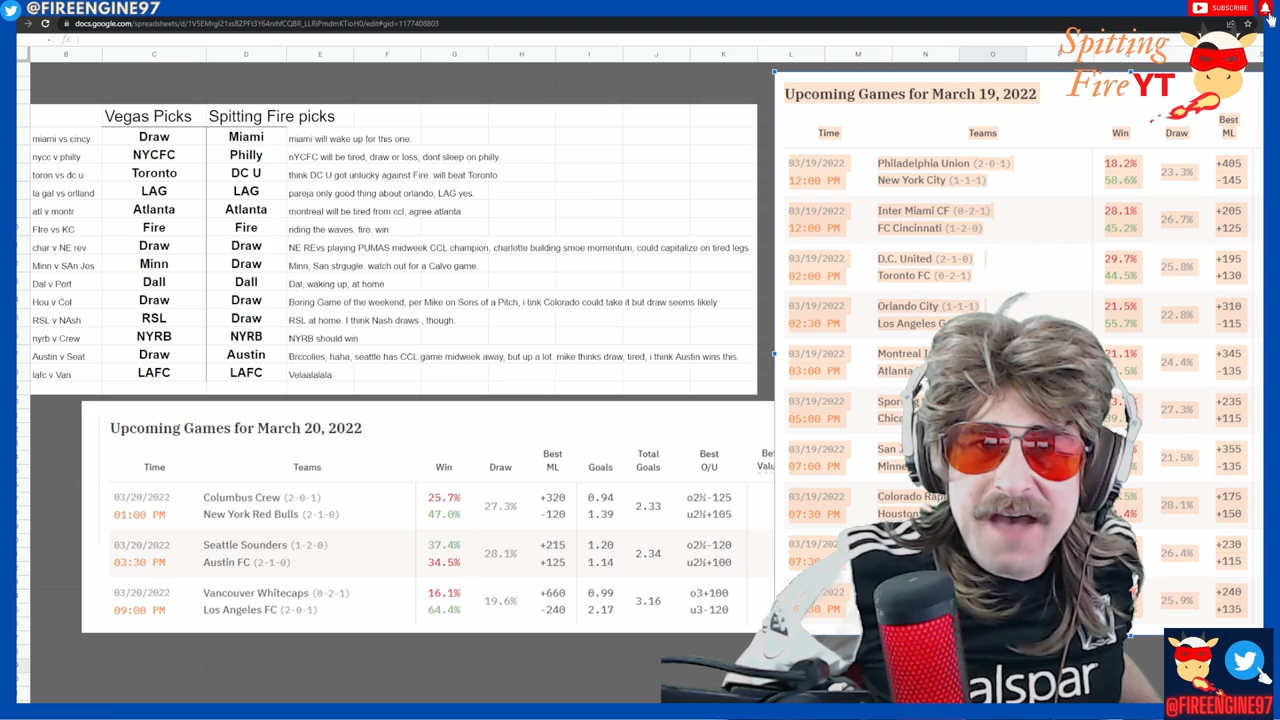 @FIREENGINE97
SUBSCRIBE
docs.google.com/spreadsheets/d/1V5EMrgI21xsBZPFt3Y64rxhfCQBR_LLRiPmdmKTioH0/edit#gid=1177408803
fx
B C D E F G H I J K L M N O
Spitting
Fire YT
Vegas Picks Spitting Fire picks
miami vs cincy Draw Miami miami will wake up for this one.
nycc v philly NYCFC Philly nYCFC will be tired, draw or loss, dont sleep on philly.
toron vs dc u Toronto DC U think DC U got unlucky against Fire. will beat Toronto
la gal vs orlland LAG LAG pareja only good thing about orlando, LAG yes.
atl v montr Atlanta Atlanta montreal will be tired from ccl, agree atlanta
FIre vs KC Fire Fire riding the waves. fire. win.
char v NE rev Draw Draw NE REvs playing PUMAS midweek CCL champion, charlotte building smoe momentum, could capitalize on tired legs
Minn v SAn Jos Minn Draw Minn, San strgugle. watch out for a Calvo game.
Dal v Port Dall Dall Dal, waking up, at home
Hou v Col Draw Draw Boring Game of the weekend, per Mike on Sons of a Pitch, i tink Colorado could take it but draw seems likely
RSL v NAsh RSL Draw RSL at home. I think Nash draws , though.
nyrb v Crew NYRB NYRB NYRB should win
Austin v Seat Draw Austin Brccolies, haha, seattle has CCL game midweek away, but up a lot. mike thinks draw, tired, i think Austin wins this.
lafc v Van LAFC LAFC Velaalalala
Upcoming Games for March 19, 2022
Time Teams Win Draw Best ML
03/19/2022 Philadelphia Union (2-0-1) 18.2% 23.3% +405
12:00 PM New York City (1-1-1) 58.6% -145
03/19/2022 Inter Miami CF (0-2-1) 28.1% 26.7% +205
12:00 PM FC Cincinnati (1-2-0) 45.2% +125
03/19/2022 D.C. United (2-1-0) 29.7% 25.8% +195
02:00 PM Toronto FC (0-2-1) 44.5% +130
03/19/2022 Orlando City (1-1-1) 21.5% 22.8% +310
02:30 PM Los Angeles 55.7% -115
03/19/2022 Montreal 21.1% +345
03:00 PM -135
03/19/2022 27.3% +235
05:00 PM +115
03/19/2022 San 21.5% +355
07:00 PM -135
Colorado 28.1% +175
07:30 PM Houston +150
26.4% +230
+115
25.9% +240
+135
Upcoming Games for March 20, 2022
Time Teams Win Draw Best ML Goals Total Goals Best O/U
03/20/2022 Columbus Crew (2-0-1) 25.7% 27.3% +320 0.94 2.33 o2½-125
01:00 PM New York Red Bulls (2-1-0) 47.0% -120 1.39 u2½+105
03/20/2022 Seattle Sounders (1-2-0) 37.4% 28.1% +215 1.20 2.34 o2½-120
03:30 PM Austin FC (2-1-0) 34.5% +125 1.14 u2½+100
03/20/2022 Vancouver Whitecaps (0-2-1) 16.1% 19.6% +660 0.99 3.16 o3+100
09:00 PM Los Angeles FC (2-0-1) 64.4% -240 2.17 u3-120
alspar
@FIREENGINE97